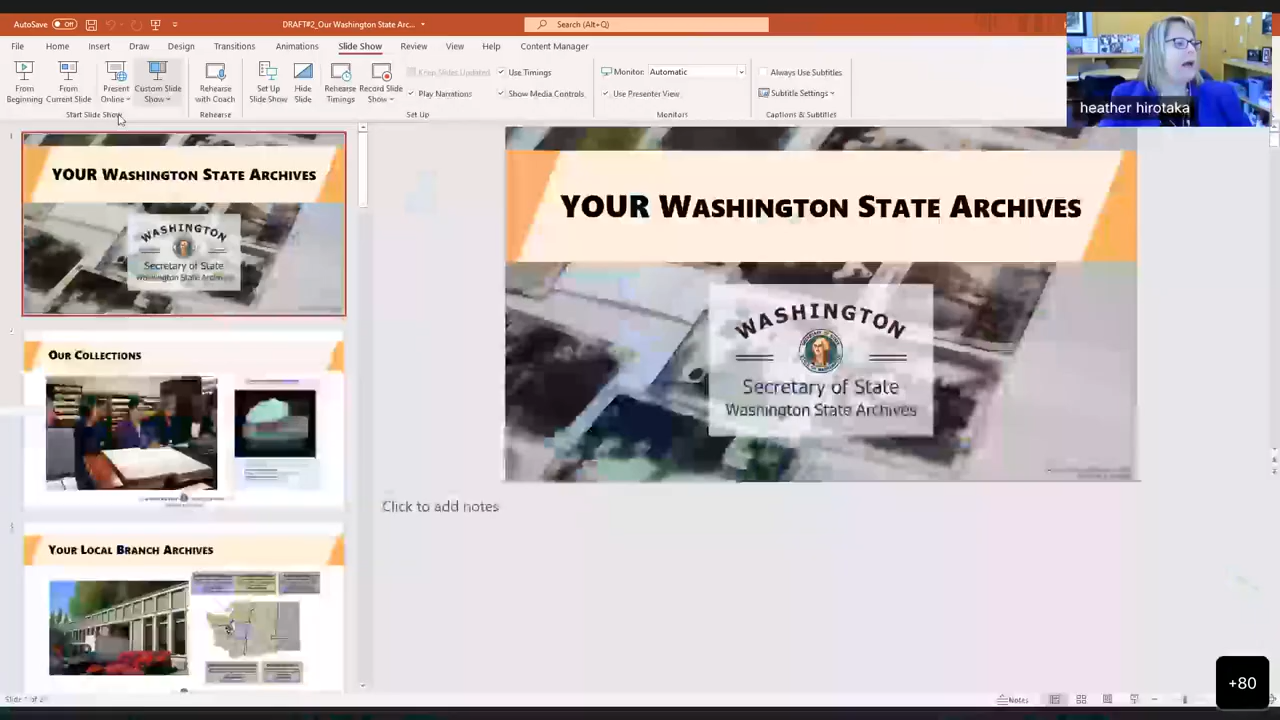 AutoSave Off
DRAFT#2_Our Washington State Arc...
Search (Alt+Q)
File Home Insert Draw Design Transitions Animations Slide Show Review View Help Content Manager
From Beginning
From Current Slide
Present Online
Custom Slide Show
Start Slide Show
Rehearse with Coach
Rehearse
Set Up Slide Show
Hide Slide
Rehearse Timings
Record Slide Show
Keep Slides Updated
Use Timings
Play Narrations
Show Media Controls
Set Up
Monitor: Automatic
Use Presenter View
Monitors
Always Use Subtitles
Subtitle Settings
Captions & Subtitles
heather hirotaka
1
YOUR Washington State Archives
WASHINGTON
Secretary of State
Washington State Archives
2
Our Collections
Your Local Branch Archives
YOUR Washington State Archives
WASHINGTON
Secretary of State
Washington State Archives
Click to add notes
Notes
+80